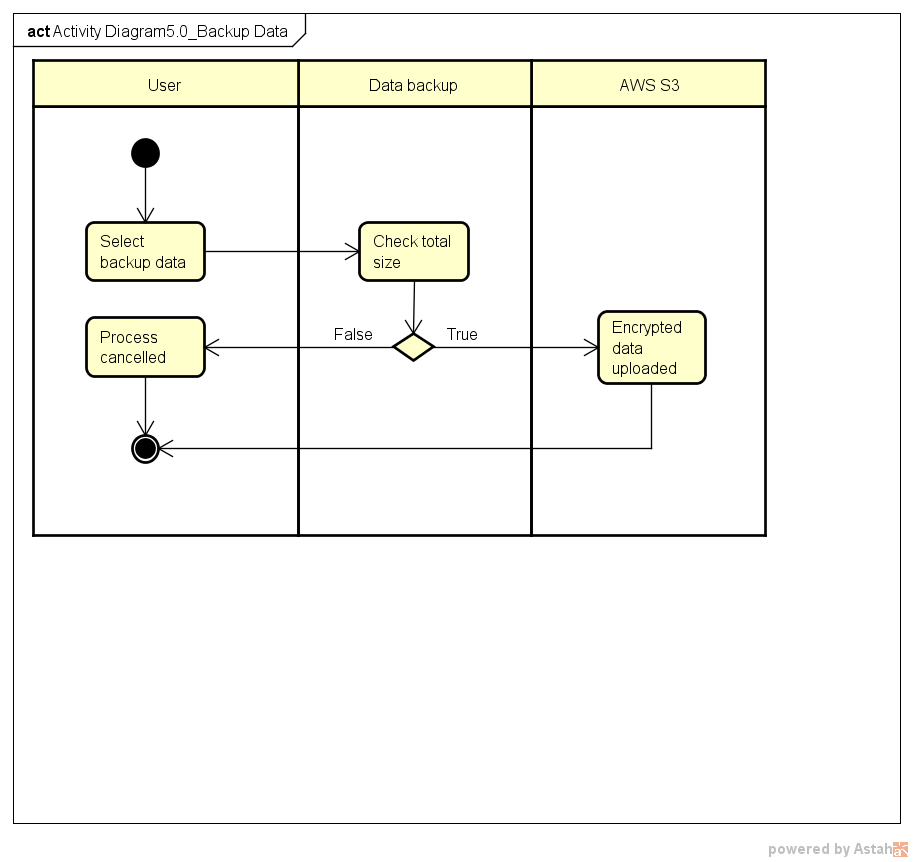 act Activity Diagram5.0_Backup Data
User
Data backup
AWS S3
Select
backup data
Check total
size
False
True
Process
cancelled
Encrypted
data
uploaded
powered by Astah